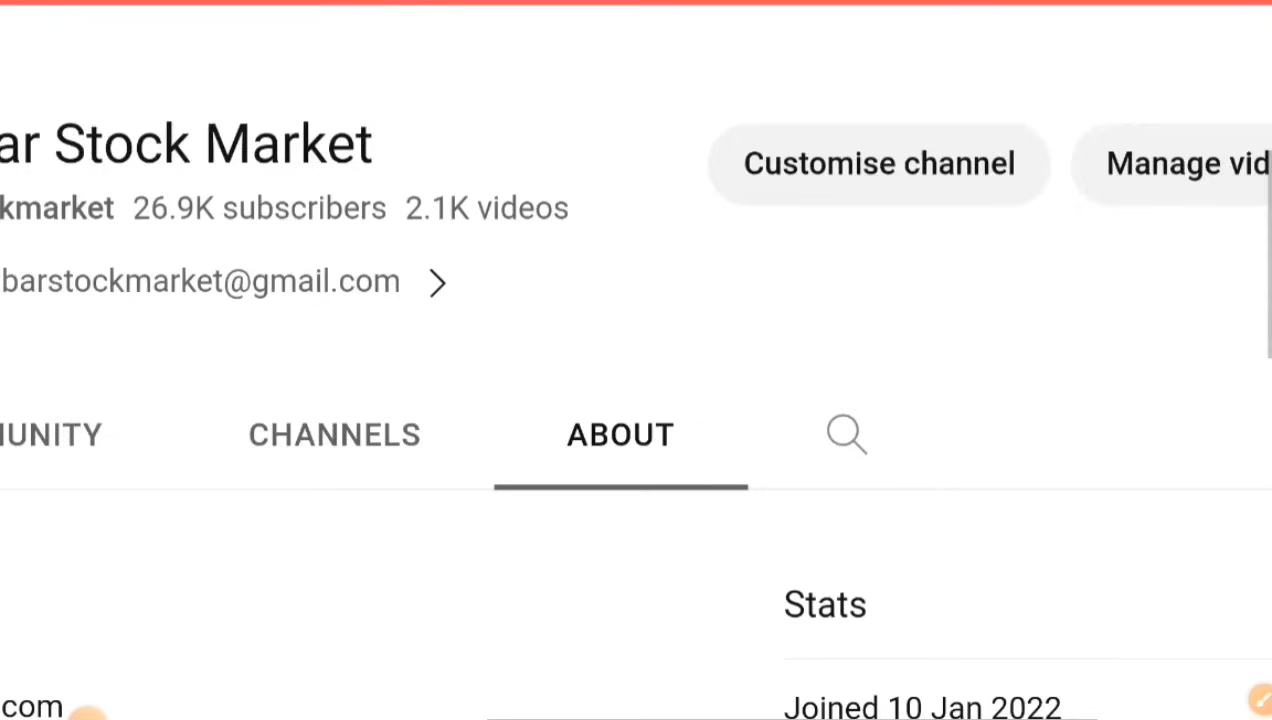 ar Stock Market
Customise channel
Manage vid
kmarket 26.9K subscribers 2.1K videos
barstockmarket@gmail.com
UNITY
CHANNELS
ABOUT
Stats
.com
Joined 10 Jan 2022